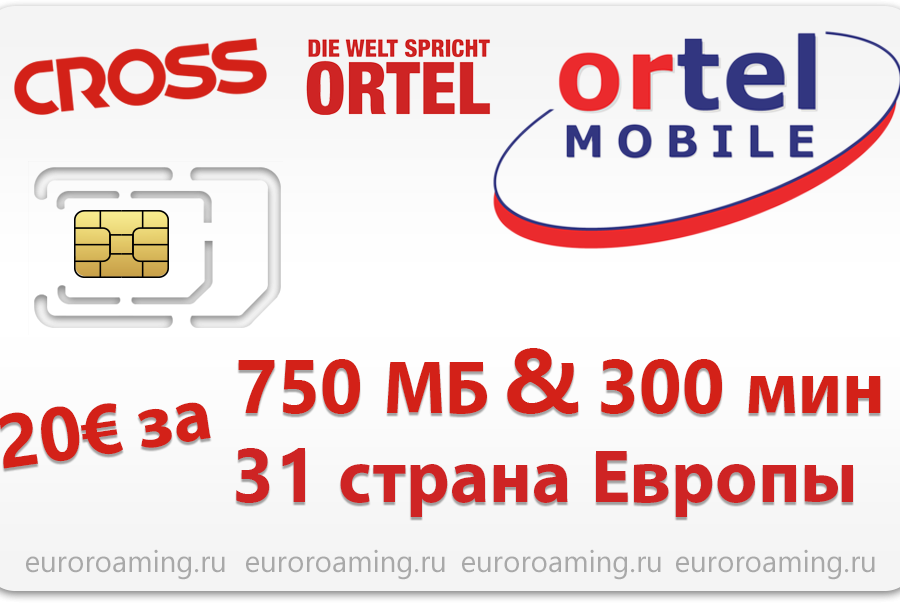 CROSS
DIE WELT SPRICHT
ORTEL
ortel
MOBILE
20€ за
750 МБ & 300 мин
31 страна Европы
euroroaming.ru euroroaming.ru euroroaming.ru euroroaming.ru